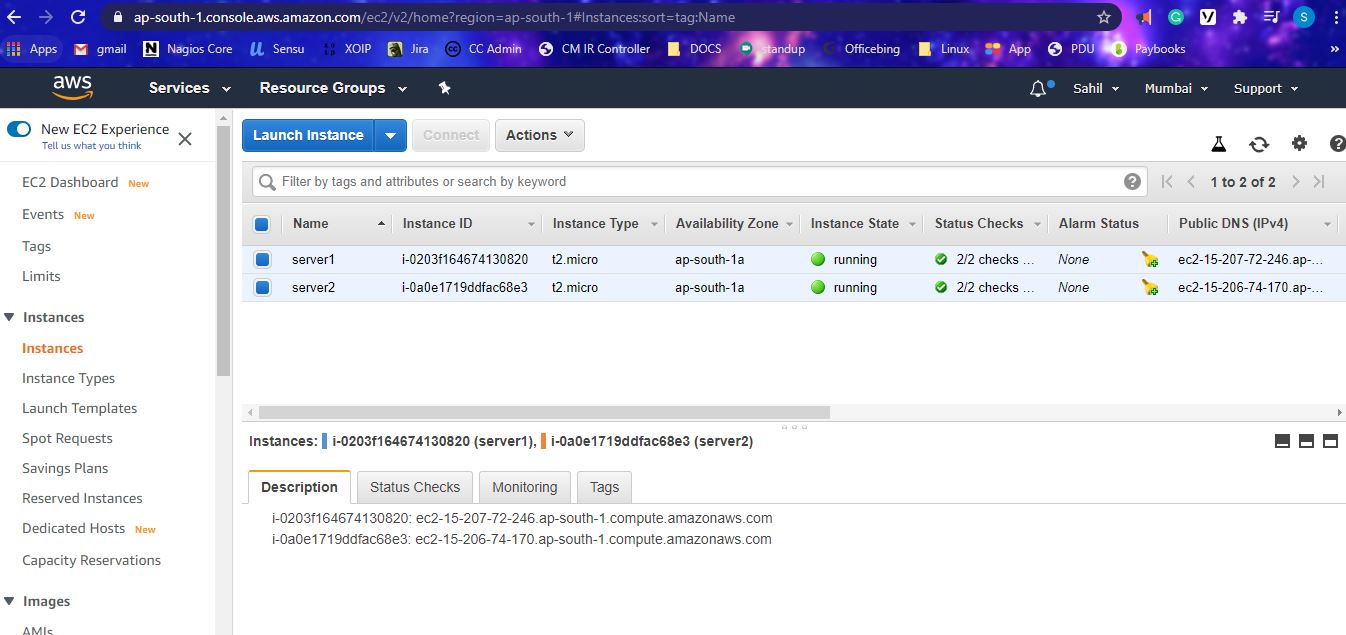 ap-south-1.console.aws.amazon.com/ec2/v2/home?region=ap-south-1#Instances:sort=tag:Name
Apps gmail Nagios Core Sensu XOIP Jira CC Admin CM IR Controller DOCS standup Officebing Linux App PDU Paybooks »
aws Services Resource Groups Sahil Mumbai Support
New EC2 Experience
Tell us what you think
Launch Instance Connect Actions
Filter by tags and attributes or search by keyword
1 to 2 of 2
EC2 Dashboard New
Events New
Tags
Limits
Instances
Instances
Instance Types
Launch Templates
Spot Requests
Savings Plans
Reserved Instances
Dedicated Hosts New
Capacity Reservations
Images
AMIs
Name Instance ID Instance Type Availability Zone Instance State Status Checks Alarm Status Public DNS (IPv4)
server1 i-0203f164674130820 t2.micro ap-south-1a running 2/2 checks ... None ec2-15-207-72-246.ap-...
server2 i-0a0e1719ddfac68e3 t2.micro ap-south-1a running 2/2 checks ... None ec2-15-206-74-170.ap-...
Instances: i-0203f164674130820 (server1), i-0a0e1719ddfac68e3 (server2)
Description Status Checks Monitoring Tags
i-0203f164674130820: ec2-15-207-72-246.ap-south-1.compute.amazonaws.com
i-0a0e1719ddfac68e3: ec2-15-206-74-170.ap-south-1.compute.amazonaws.com